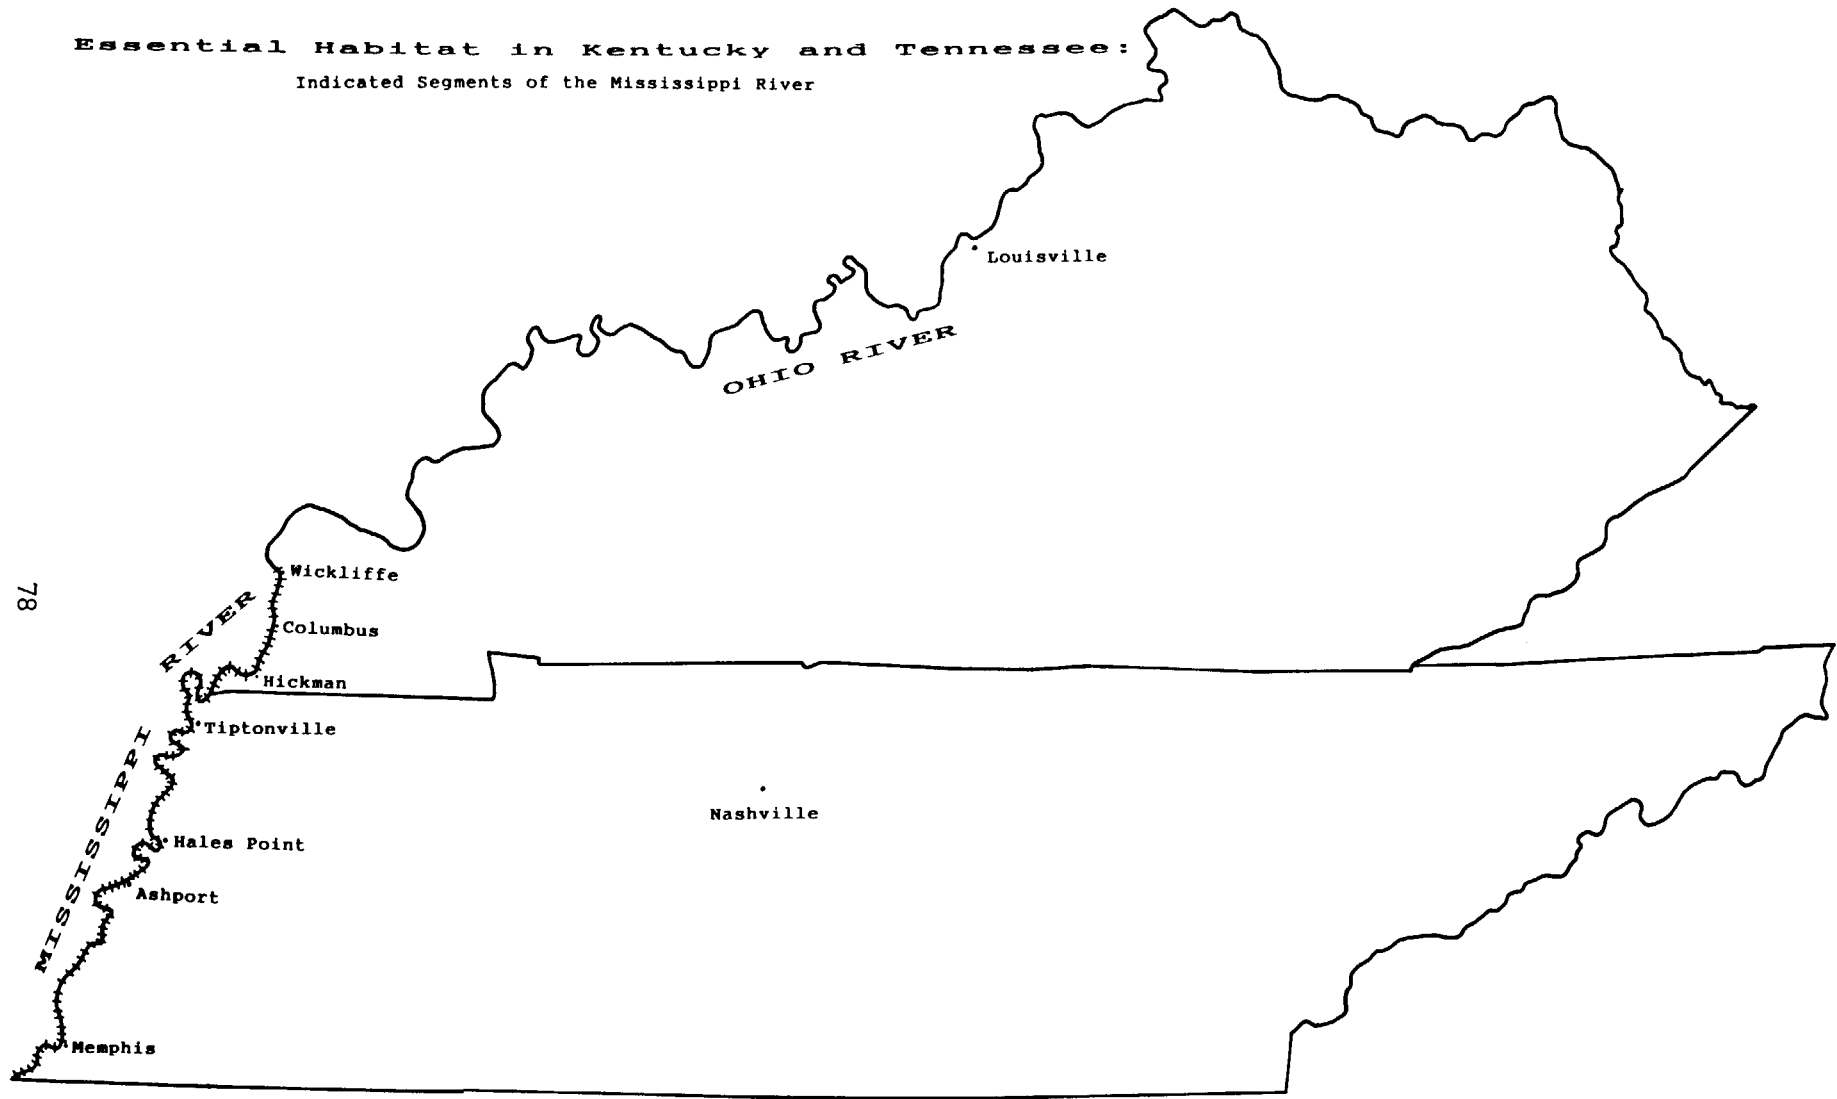 Essential Habitat in Kentucky and Tennessee:
Indicated Segments of the Mississippi River
Louisville
OHIO RIVER
Wickliffe
Columbus
Hickman
MISSISSIPPI RIVER
Tiptonville
Nashville
Hales Point
Ashport
Memphis
78